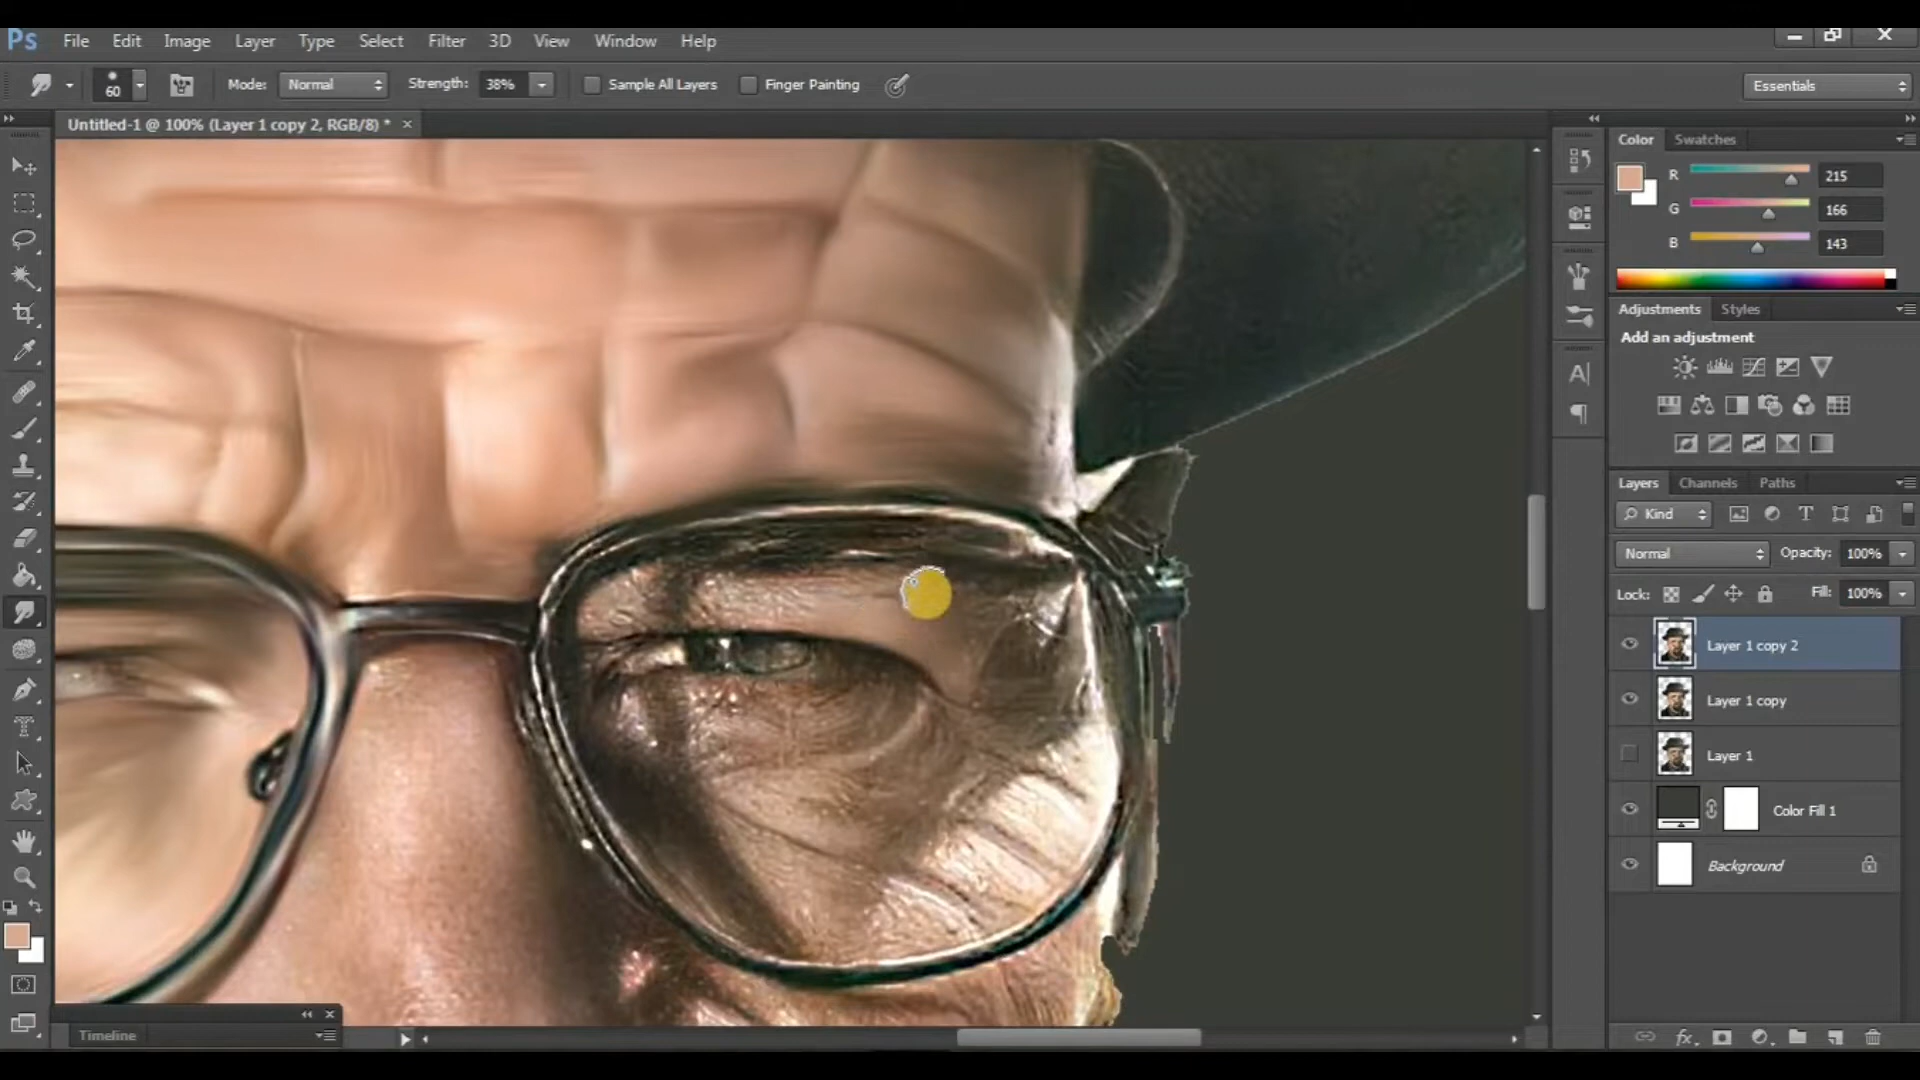 Ps File Edit Image Layer Type Select Filter 3D View Window Help
60 Mode: Normal Strength: 38% Sample All Layers Finger Painting Essentials
Untitled-1 @ 100% (Layer 1 copy 2, RGB/8) * ×
Color Swatches
R 215
G 166
B 143
Adjustments Styles
Add an adjustment
Layers Channels Paths
Kind
Normal Opacity: 100%
Lock: Fill: 100%
Layer 1 copy 2
Layer 1 copy
Layer 1
Color Fill 1
Background
Timeline